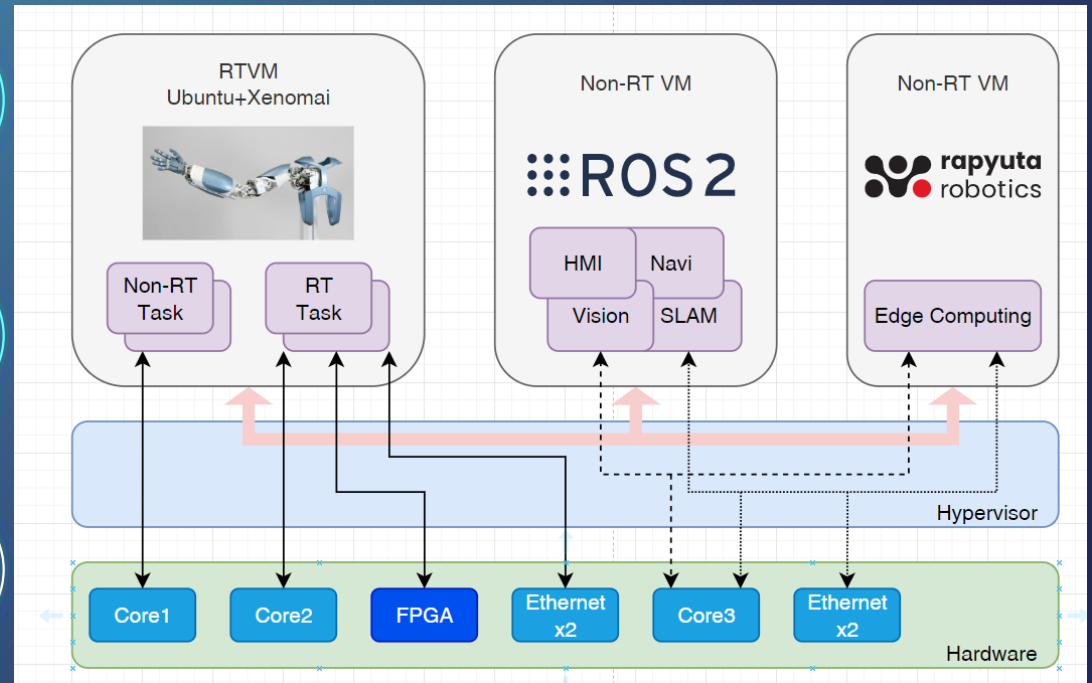 RTVM
Ubuntu+Xenomai
Non-RT
Task
RT
Task
Non-RT VM
ROS 2
HMI
Navi
Vision
SLAM
Non-RT VM
rapyuta
robotics
Edge Computing
Hypervisor
Core1
Core2
FPGA
Ethernet
x2
Core3
Ethernet
x2
Hardware